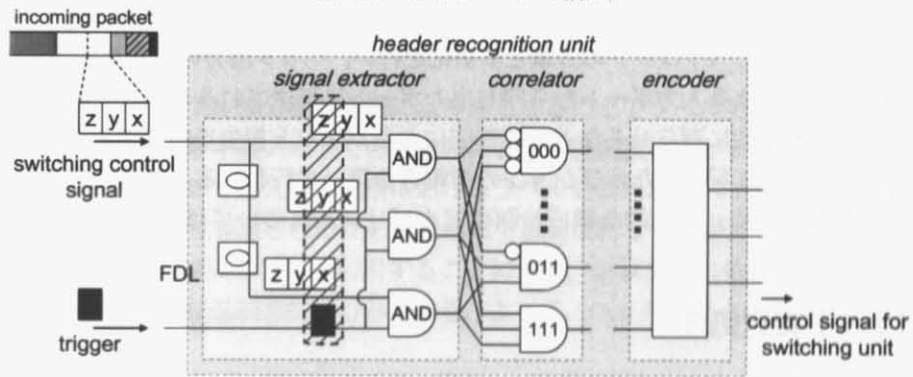 incoming packet
header recognition unit
signal extractor
correlator
encoder
z y x
z y x
switching control
signal
AND
000
z y x
AND
011
FDL
z y x
AND
111
trigger
control signal for
switching unit